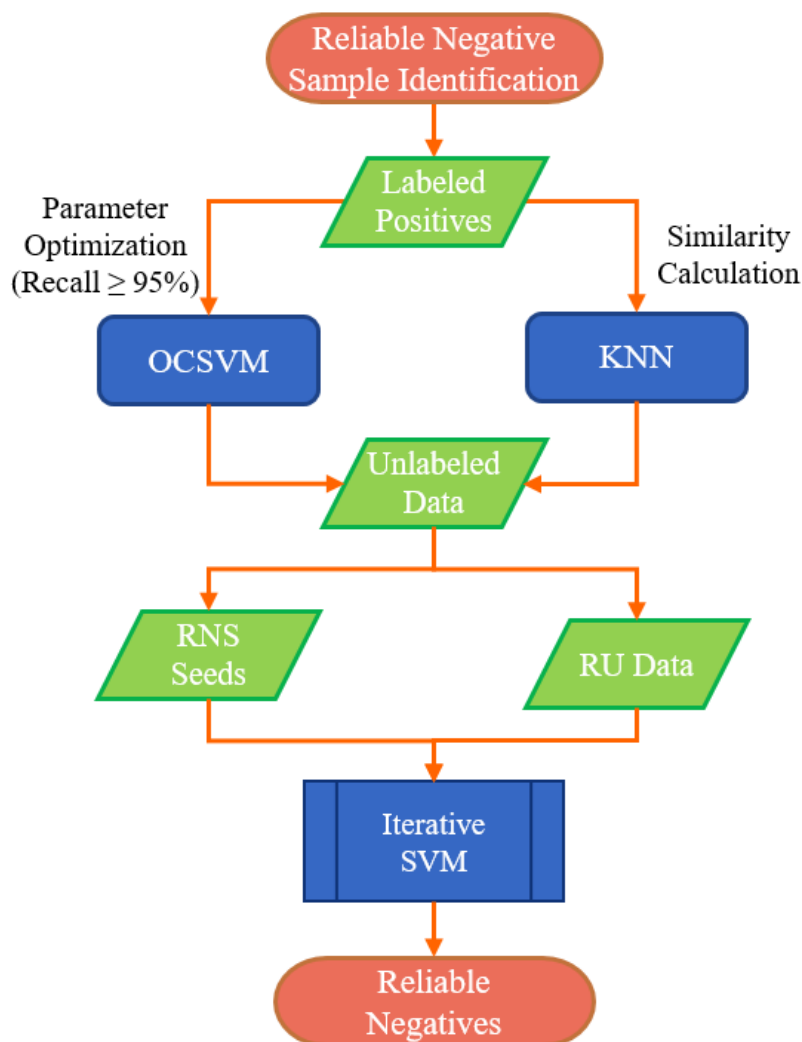 Reliable Negative
Sample Identification
Labeled
Positives
Parameter
Optimization
(Recall ≥ 95%)
Similarity
Calculation
OCSVM
KNN
Unlabeled
Data
RNS
Seeds
RU Data
Iterative
SVM
Reliable
Negatives